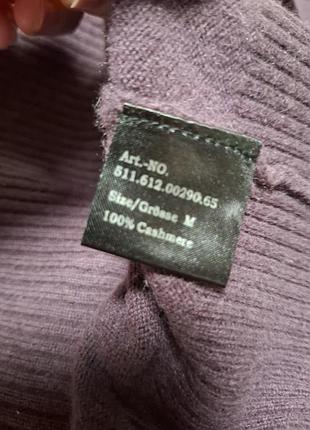 Art.-NO.
511.612.00290.65
Size/Grösse M
100% Cashmere